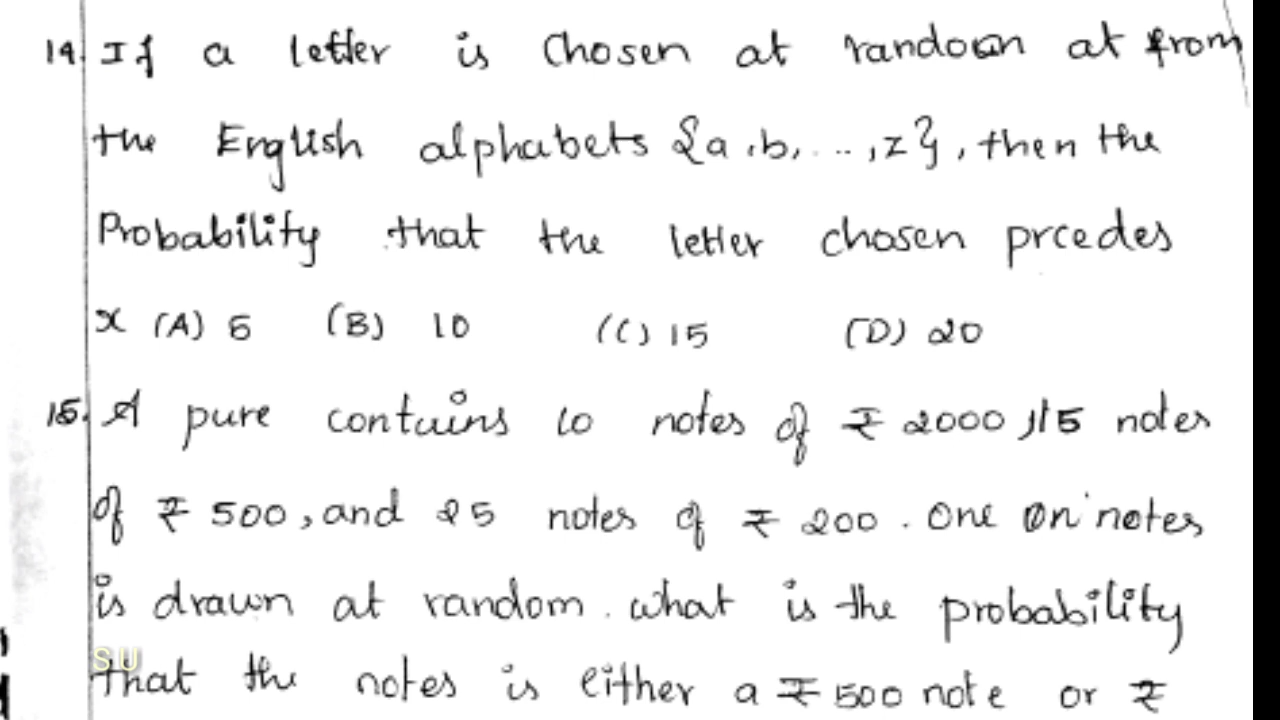 14. If a letter is chosen at random at from
the English alphabets {a,b,...,z}, then the
Probability that the letter chosen prcedes
x (A) 5 (B) 10 (C) 15 (D) 20
15. A pure contains 10 notes of ₹ 2000, 15 notes
of ₹ 500, and 25 notes of ₹ 200. One on notes
is drawn at random. what is the probability
that the notes is either a ₹ 500 note or ₹
SU